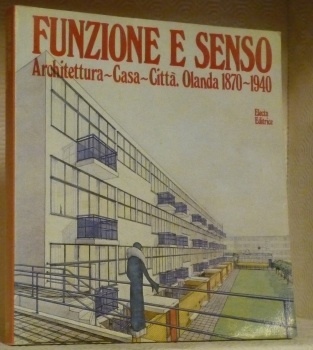 FUNZIONE E SENSO
Architettura~Casa~Città. Olanda 1870~1940
Electa
Editrice